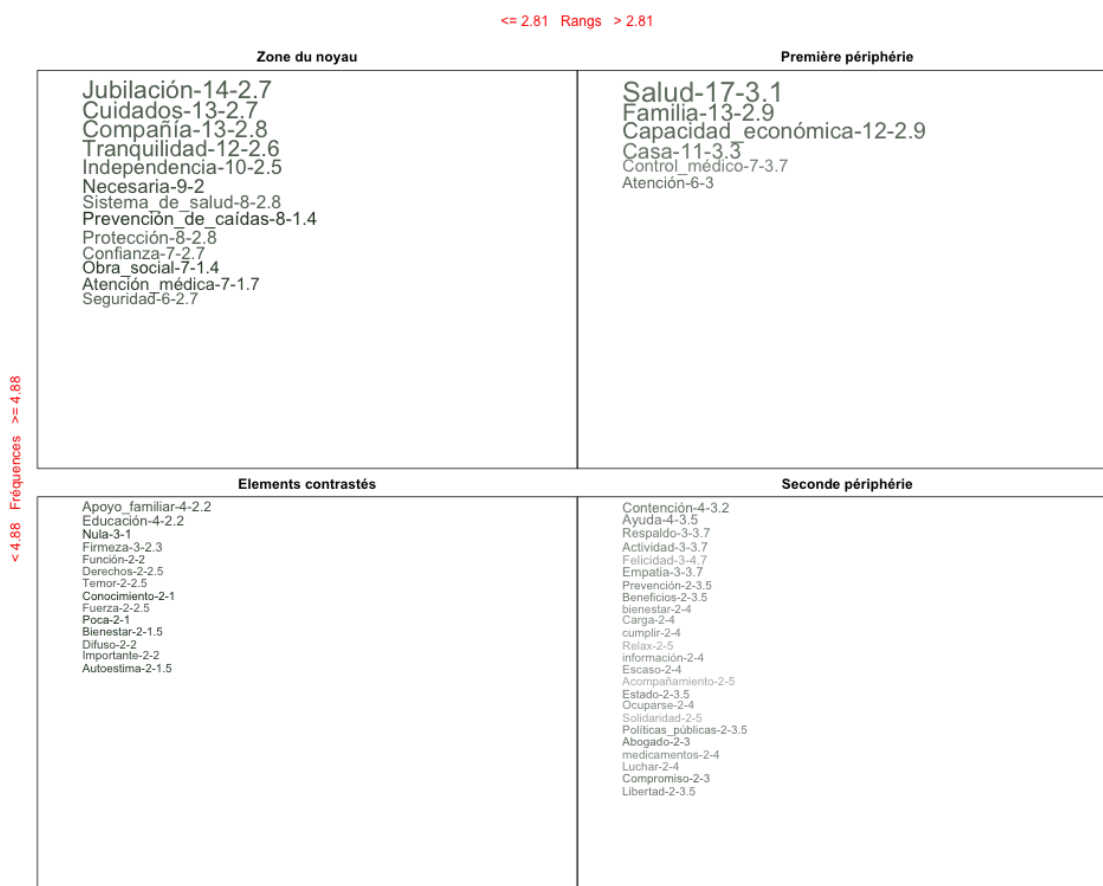 <= 2.81 Rangs > 2.81
Zone du noyau
Jubilación-14-2.7
Cuidados-13-2.7
Compañía-13-2.8
Tranquilidad-12-2.6
Independencia-10-2.5
Necesaria-9-2
Sistema_de_salud-8-2.8
Prevención_de_caídas-8-1.4
Protección-8-2.8
Confianza-7-2.7
Obra_social-7-1.4
Atención_médica-7-1.7
Seguridad-6-2.7
Première périphérie
Salud-17-3.1
Familia-13-2.9
Capacidad_económica-12-2.9
Casa-11-3.3
Control_médico-7-3.7
Atención-6-3
< 4.88 Fréquences >= 4.88
Elements contrastés
Apoyo_familiar-4-2.2
Educación-4-2.2
Nula-3-1
Firmeza-3-2.3
Función-2-2
Derechos-2-2.5
Temor-2-2.5
Conocimiento-2-1
Fuerza-2-2.5
Poca-2-1
Bienestar-2-1.5
Difuso-2-2
Importante-2-2
Autoestima-2-1.5
Seconde périphérie
Contención-4-3.2
Ayuda-4-3.5
Respaldo-3-3.7
Actividad-3-3.7
Felicidad-3-4.7
Empatia-3-3.7
Prevención-2-3.5
Beneficios-2-3.5
bienestar-2-4
Carga-2-4
cumplir-2-4
Relax-2-5
información-2-4
Escaso-2-4
Acompañamiento-2-5
Estado-2-3.5
Ocuparse-2-4
Solidaridad-2-5
Políticas_públicas-2-3.5
Abogado-2-3
medicamentos-2-4
Luchar-2-4
Compromiso-2-3
Libertad-2-3.5